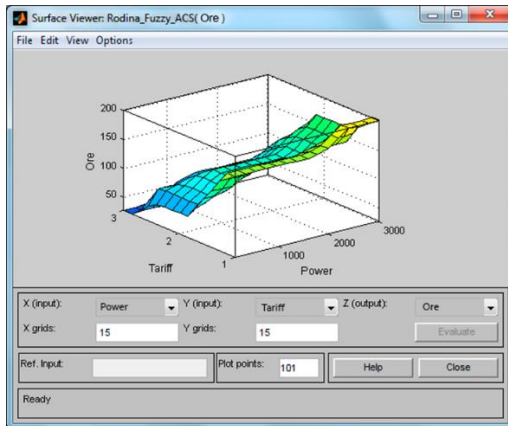 Surface Viewer: Rodina_Fuzzy_ACS( Ore )
File Edit View Options
200
150
100
50
Ore
3
2
1
Tariff
1000
2000
3000
Power
X (input): Power Y (input): Tariff Z (output): Ore
X grids: 15 Y grids: 15 Evaluate
Ref. Input: Plot points: 101 Help Close
Ready